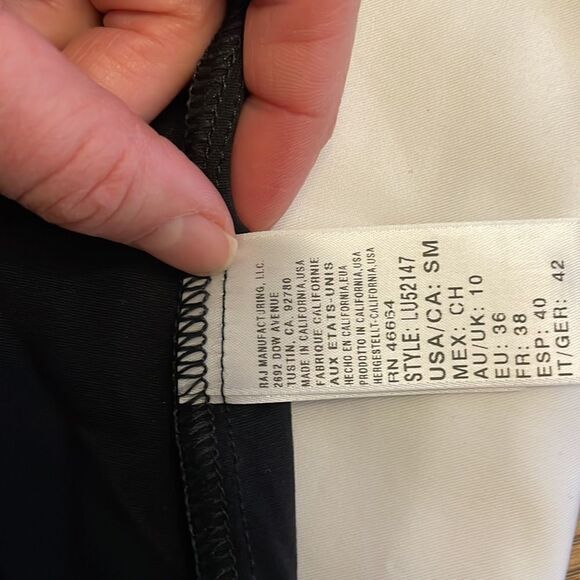 RAJ MANUFACTURING, LLC.
2692 DOW AVENUE
TUSTIN, CA. 92780
MADE IN CALIFORNIA, USA
FABRIQUE CALIFORNIE
AUX ETATS-UNIS
HECHO EN CALIFORNIA, EUA
PRODOTTO IN CALIFORNIA, USA
HERGESTELLT-CALIFORNIA, USA
RN 46664
STYLE: LU52147
USA/CA: SM
MEX: CH
AU/UK: 10
EU: 36
FR: 38
ESP: 40
IT/GER: 42